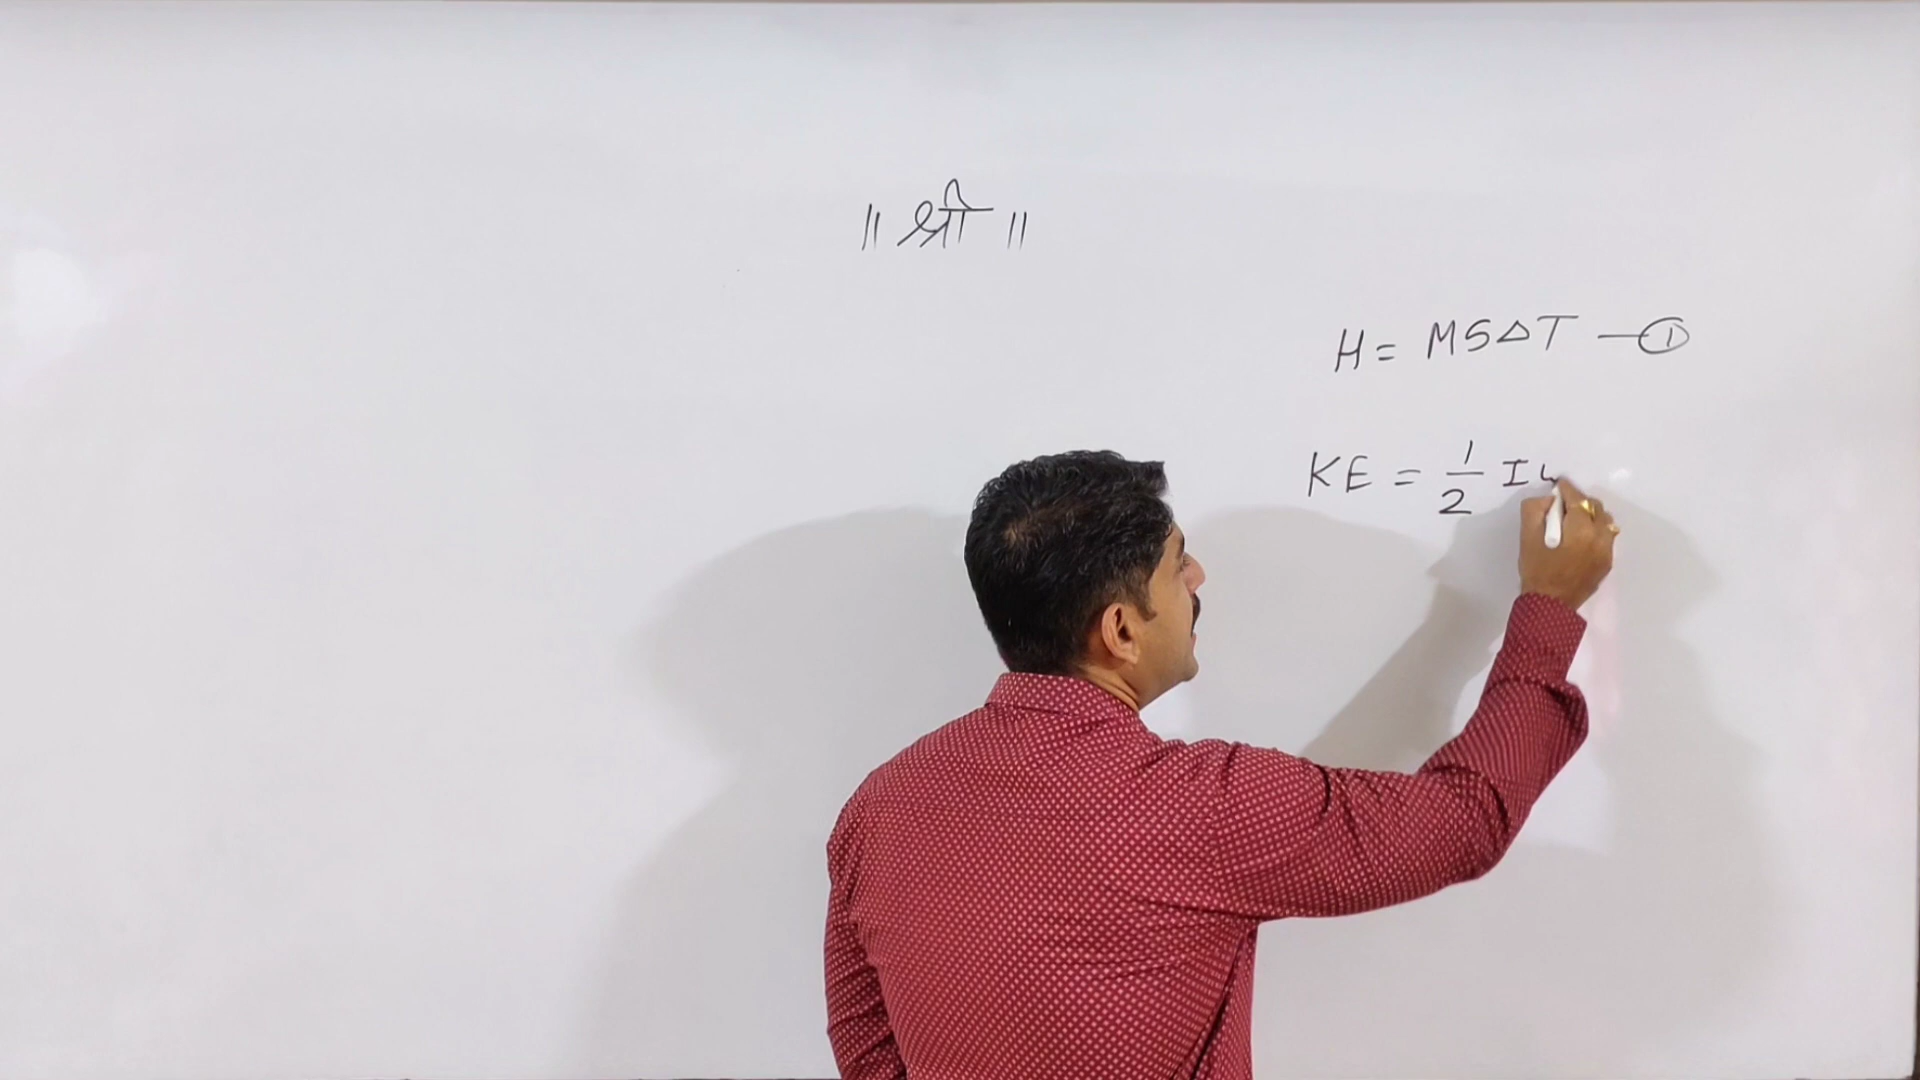 ॥ श्री ॥
H = MSΔT — ①
KE = 1/2 I